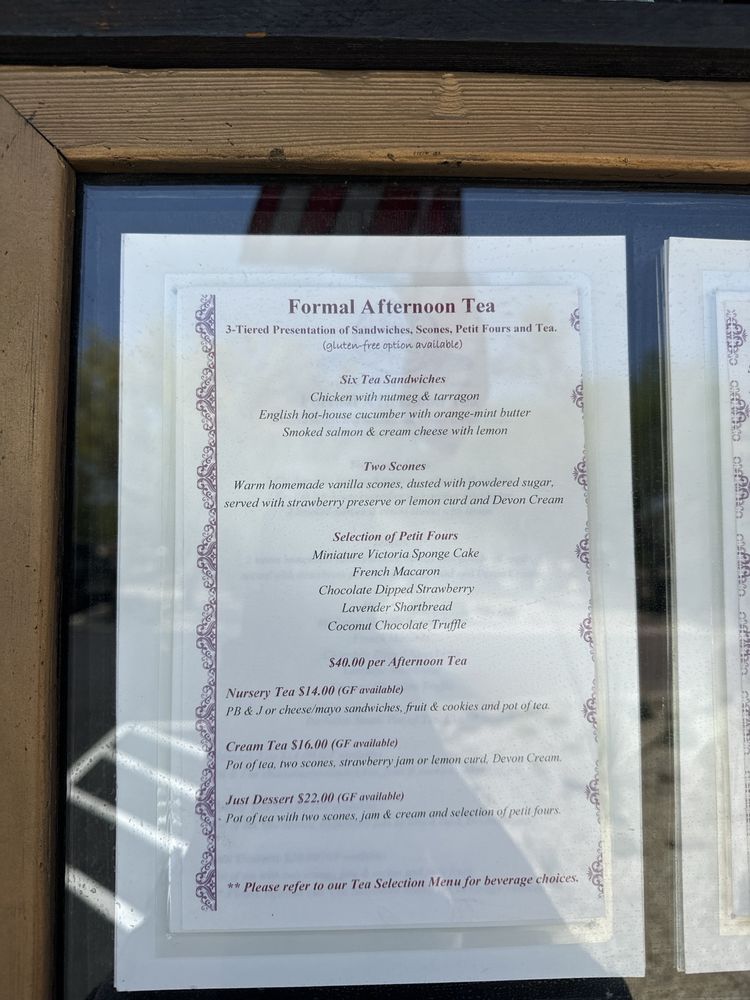 Formal Afternoon Tea
3-Tiered Presentation of Sandwiches, Scones, Petit Fours and Tea.
(gluten-free option available)
Six Tea Sandwiches
Chicken with nutmeg & tarragon
English hot-house cucumber with orange-mint butter
Smoked salmon & cream cheese with lemon
Two Scones
Warm homemade vanilla scones, dusted with powdered sugar,
served with strawberry preserve or lemon curd and Devon Cream
Selection of Petit Fours
Miniature Victoria Sponge Cake
French Macaron
Chocolate Dipped Strawberry
Lavender Shortbread
Coconut Chocolate Truffle
$40.00 per Afternoon Tea
Nursery Tea $14.00 (GF available)
PB & J or cheese/mayo sandwiches, fruit & cookies and pot of tea.
Cream Tea $16.00 (GF available)
Pot of tea, two scones, strawberry jam or lemon curd, Devon Cream.
Just Dessert $22.00 (GF available)
Pot of tea with two scones, jam & cream and selection of petit fours.
** Please refer to our Tea Selection Menu for beverage choices.